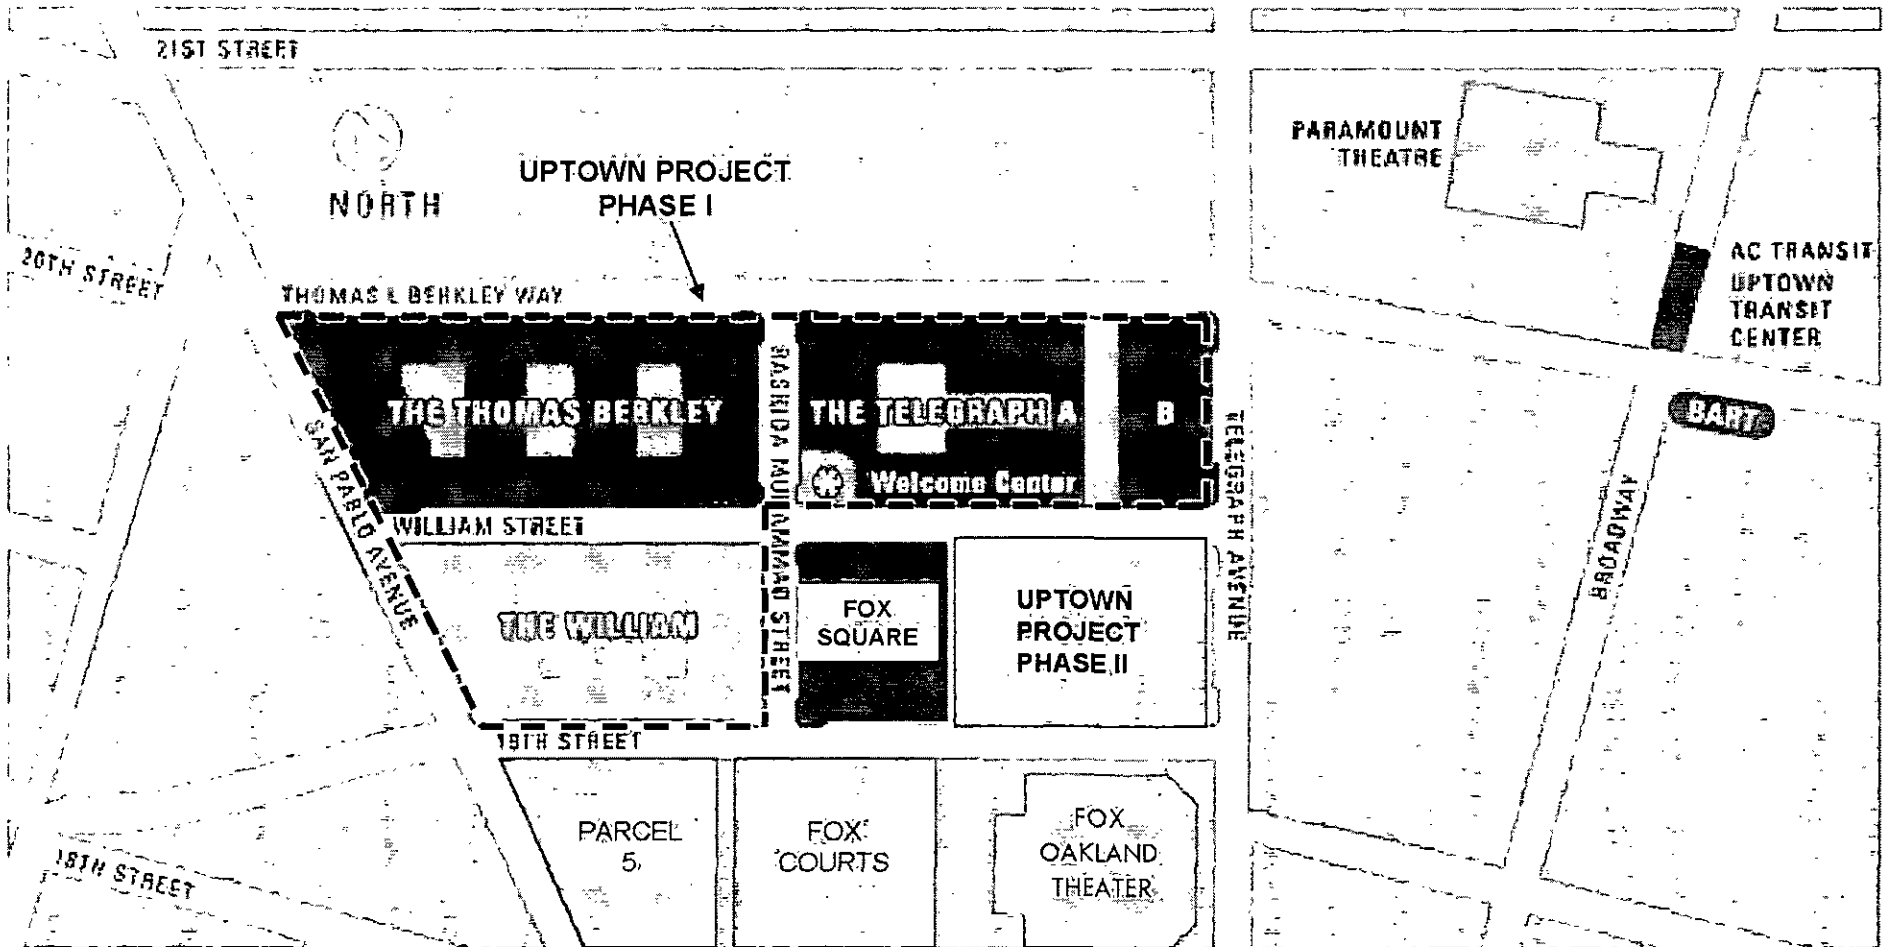 21ST STREET
PARAMOUNT
THEATRE
UPTOWN PROJECT
PHASE I
NORTH
20TH STREET
AC TRANSIT
UPTOWN
TRANSIT
CENTER
THOMAS L BERKLEY WAY
THE THOMAS BERKLEY
THE TELEGRAPH A
B
BART
Welcome Center
SAN PABLO AVENUE
STREET
TELEGRAPH AVENUE
BROADWAY
WILLIAM STREET
THE WILLIAM
FOX
SQUARE
UPTOWN
PROJECT
PHASE II
19TH STREET
PARCEL
5
FOX
COURTS
FOX
OAKLAND
THEATER
18TH STREET